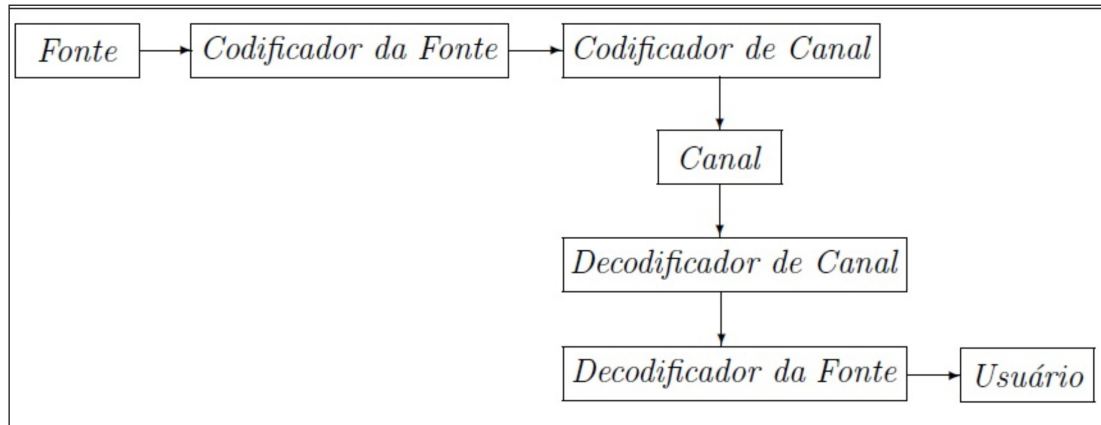 Fonte
Codificador da Fonte
Codificador de Canal
Canal
Decodificador de Canal
Decodificador da Fonte
Usuário